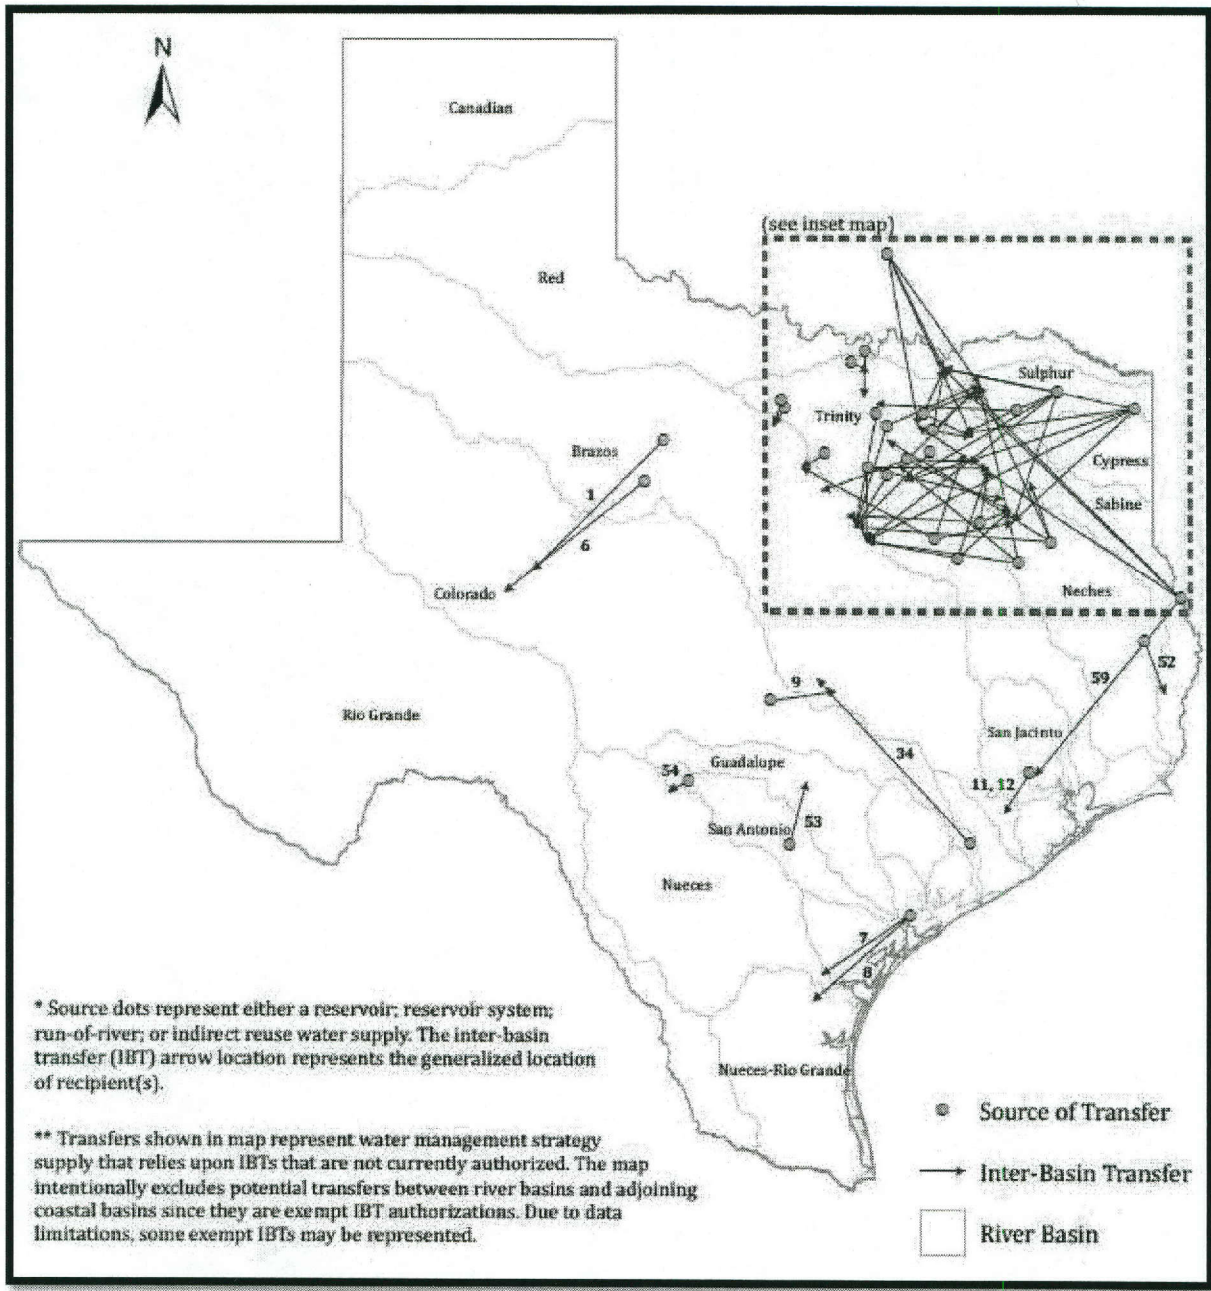 N
Canadian
(see inset map)
Red
Sulphur
Trinity
Brazos
Cypress
1
Sabine
6
Colorado
Neches
59
52
9
Rio Grande
San Jacinto
34
Guadalupe
54
11, 12
53
San Antonio
Nueces
7
8
* Source dots represent either a reservoir; reservoir system;
run-of-river; or indirect reuse water supply. The inter-basin
transfer (IBT) arrow location represents the generalized location
of recipient(s).
Nueces-Rio Grande
Source of Transfer
** Transfers shown in map represent water management strategy
supply that relies upon IBTs that are not currently authorized. The map
intentionally excludes potential transfers between river basins and adjoining
coastal basins since they are exempt IBT authorizations. Due to data
limitations, some exempt IBTs may be represented.
Inter-Basin Transfer
River Basin